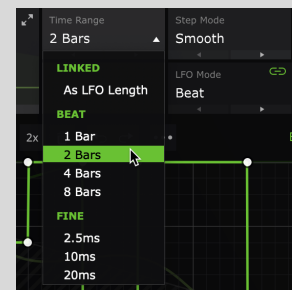 Time Range
2 Bars
Step Mode
Smooth
LINKED
As LFO Length
BEAT
1 Bar
2 Bars
4 Bars
8 Bars
FINE
2.5ms
10ms
20ms
LFO Mode
Beat
2x